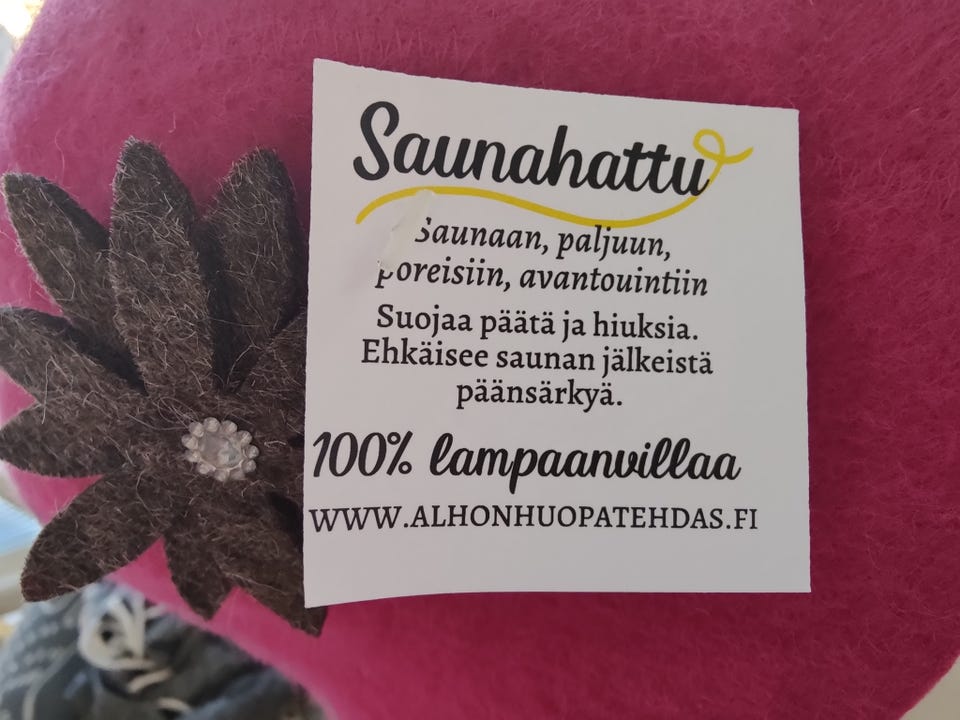 Saunahattu
Saunaan, paljuun,
poreisiin, avantouintiin
Suojaa päätä ja hiuksia.
Ehkäisee saunan jälkeistä
päänsärkyä.
100% lampaanvillaa
WWW.ALHONHUOPATEHDAS.FI